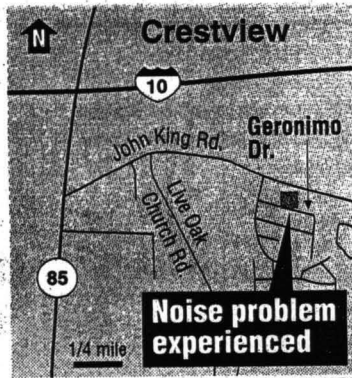 N
Crestview
10
John King Rd.
Geronimo
Dr.
Live Oak
Church Rd.
85
Noise problem
experienced
1/4 mile